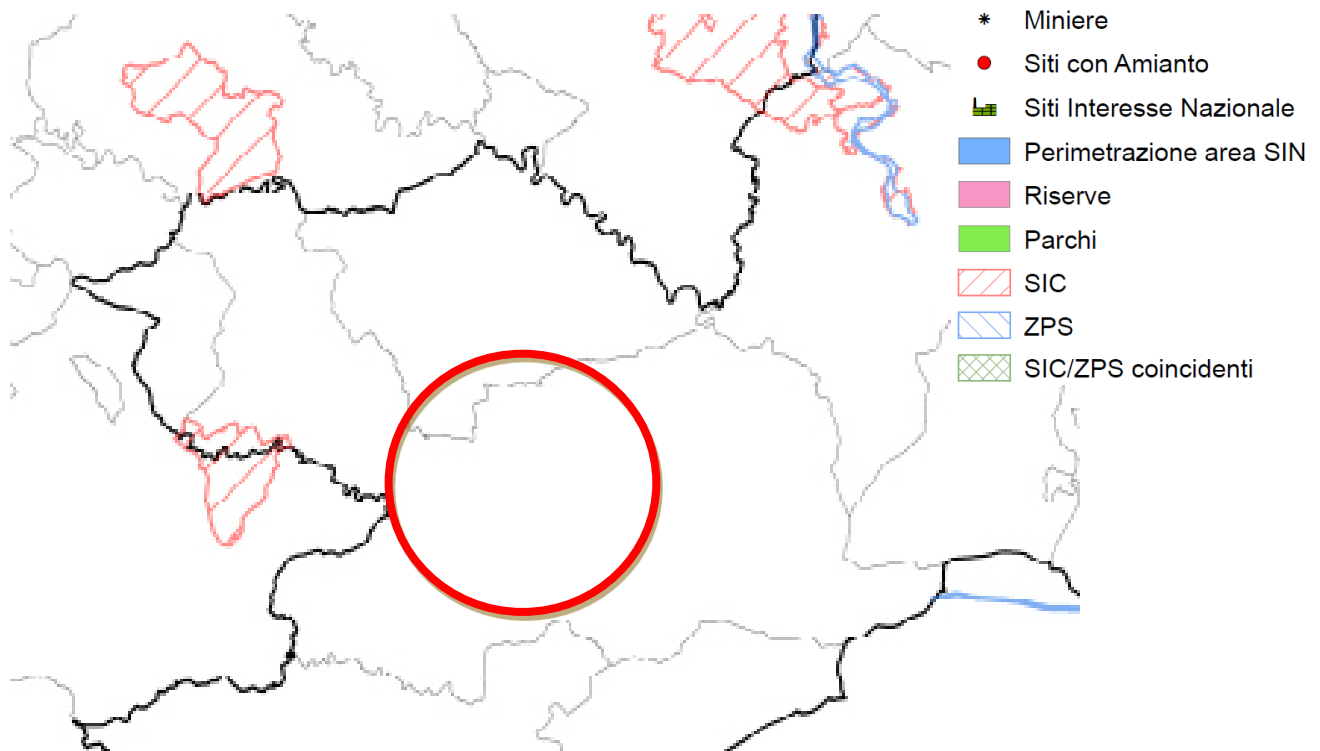 Miniere
Siti con Amianto
Siti Interesse Nazionale
Perimetrazione area SIN
Riserve
Parchi
SIC
ZPS
SIC/ZPS coincidenti